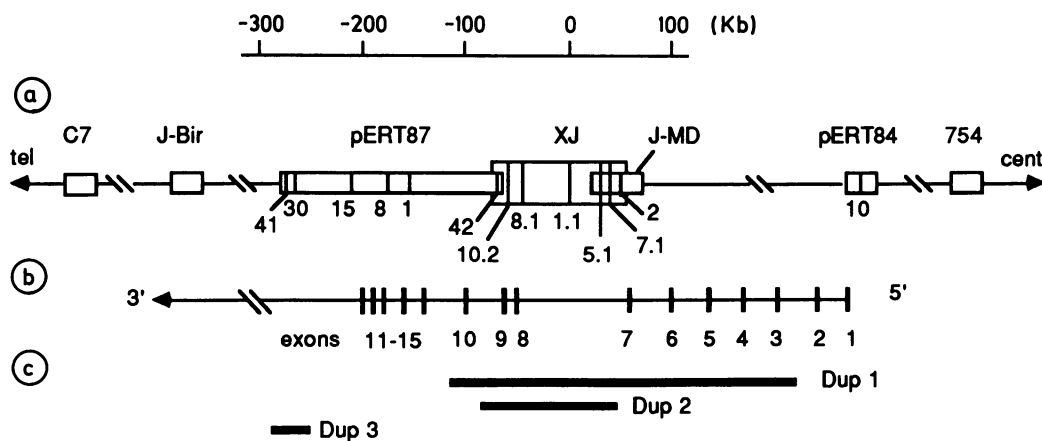 -300 -200 -100 0 100 (Kb)
a
C7 J-Bir pERT87 XJ J-MD pERT84 754
tel cent
41 30 15 8 1 42 10.2 8.1 1.1 5.1 7.1 2 10
b
3' 5'
exons 11-15 10 9 8 7 6 5 4 3 2 1
c
Dup 1
Dup 2
Dup 3